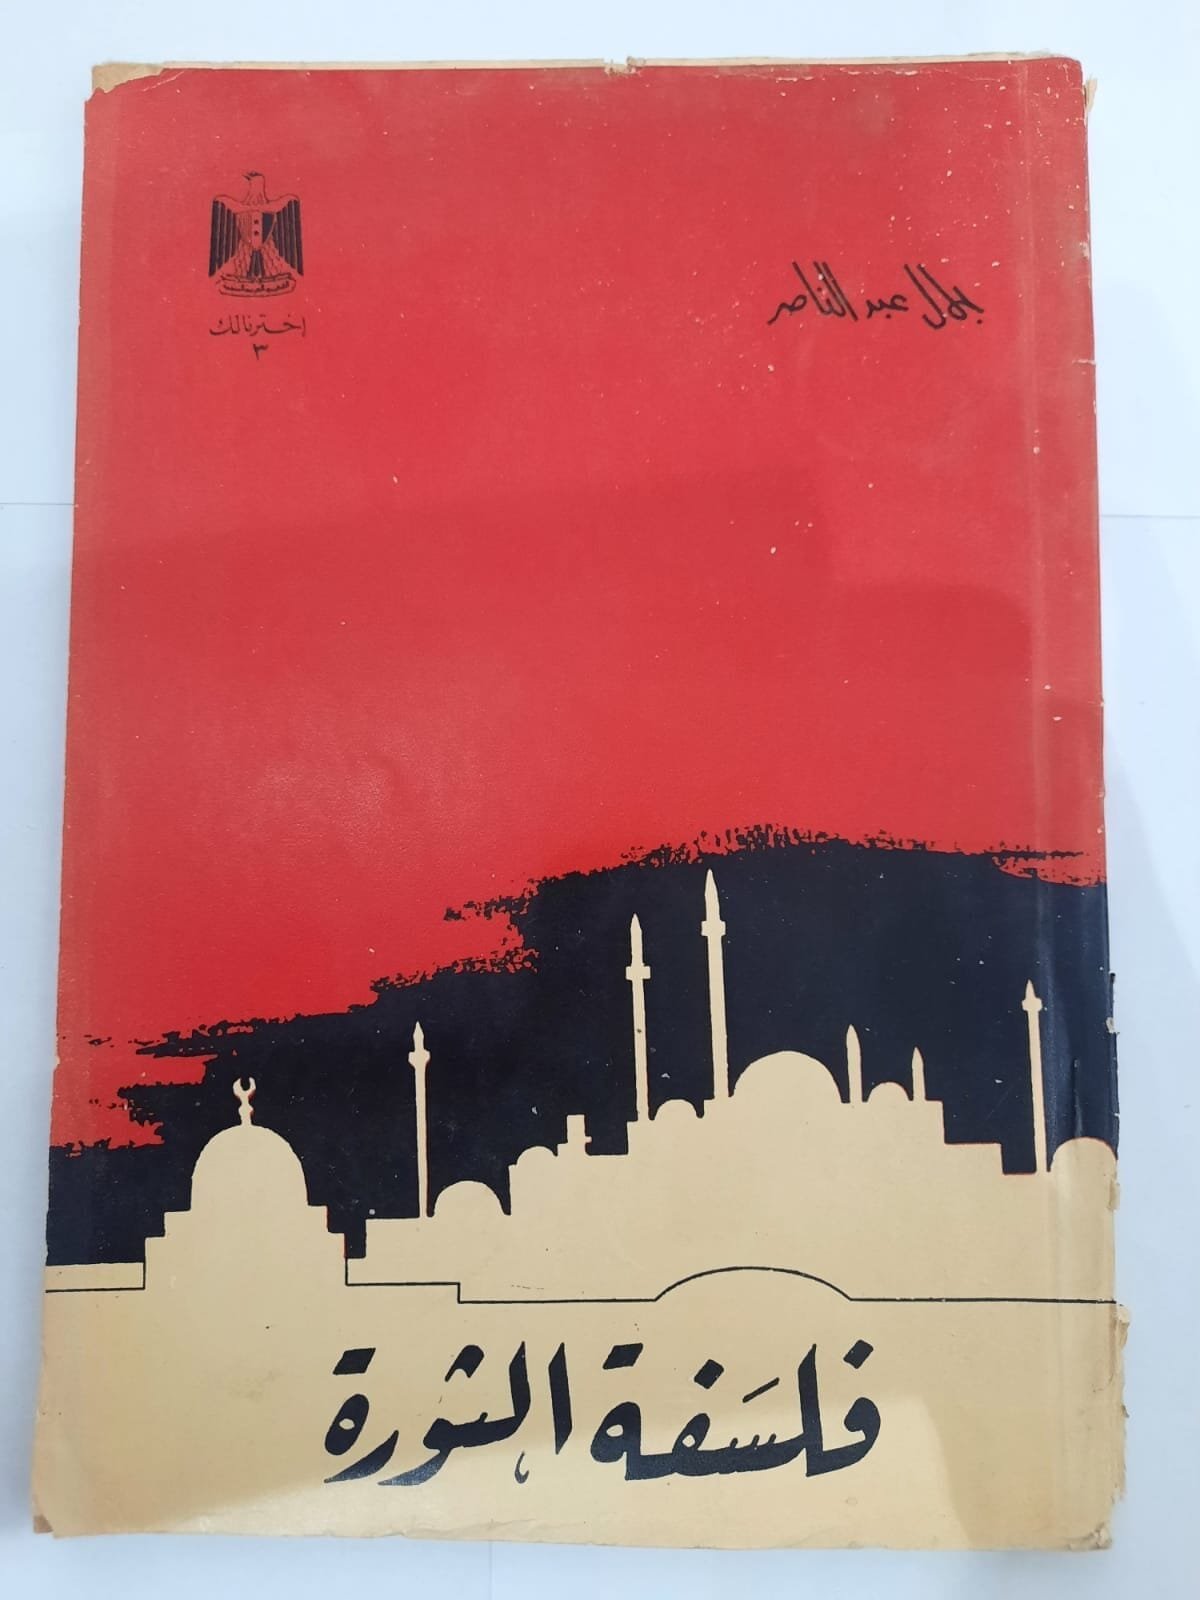 جمال عبد الناصر
اخترنا لك
٣
فلسفة الثورة